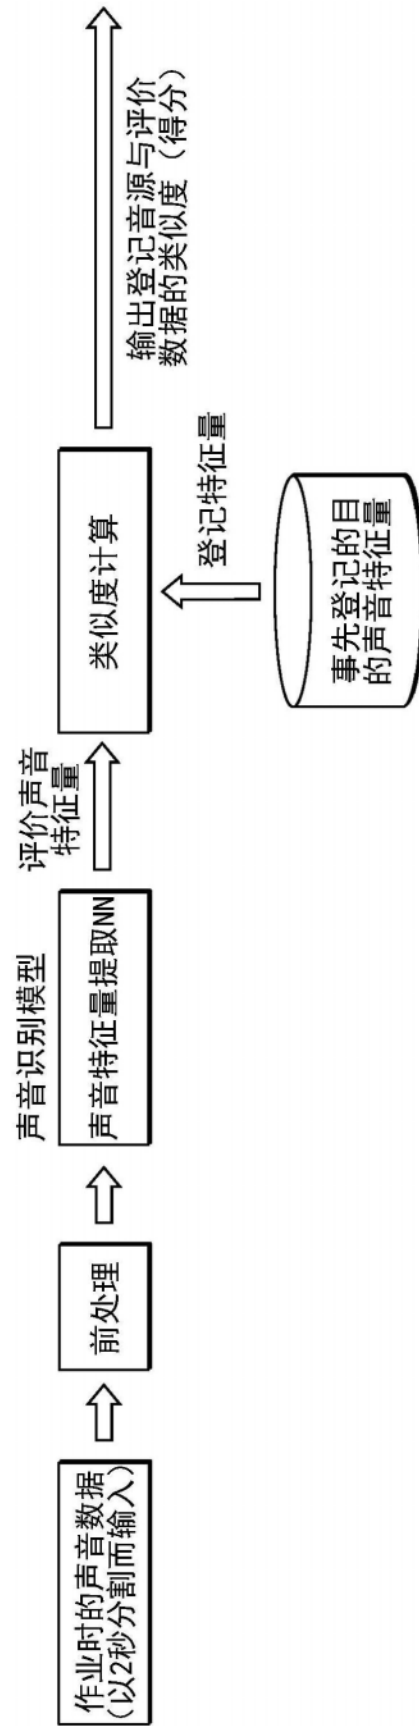 作业时的声音数据
(以2秒分割而输入)
前处理
声音识别模型
声音特征量提取NN
评价声音
特征量
类似度计算
登记特征量
事先登记的目
的声音特征量
输出登记音源与评价
数据的类似度（得分）